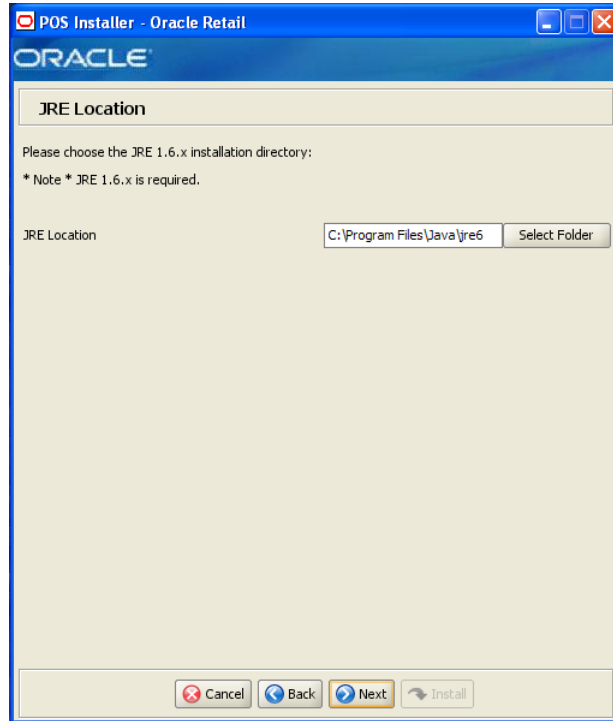 POS Installer - Oracle Retail
ORACLE
JRE Location
Please choose the JRE 1.6.x installation directory:
* Note * JRE 1.6.x is required.
JRE Location C:\Program Files\Java\jre6 Select Folder
Cancel Back Next Install